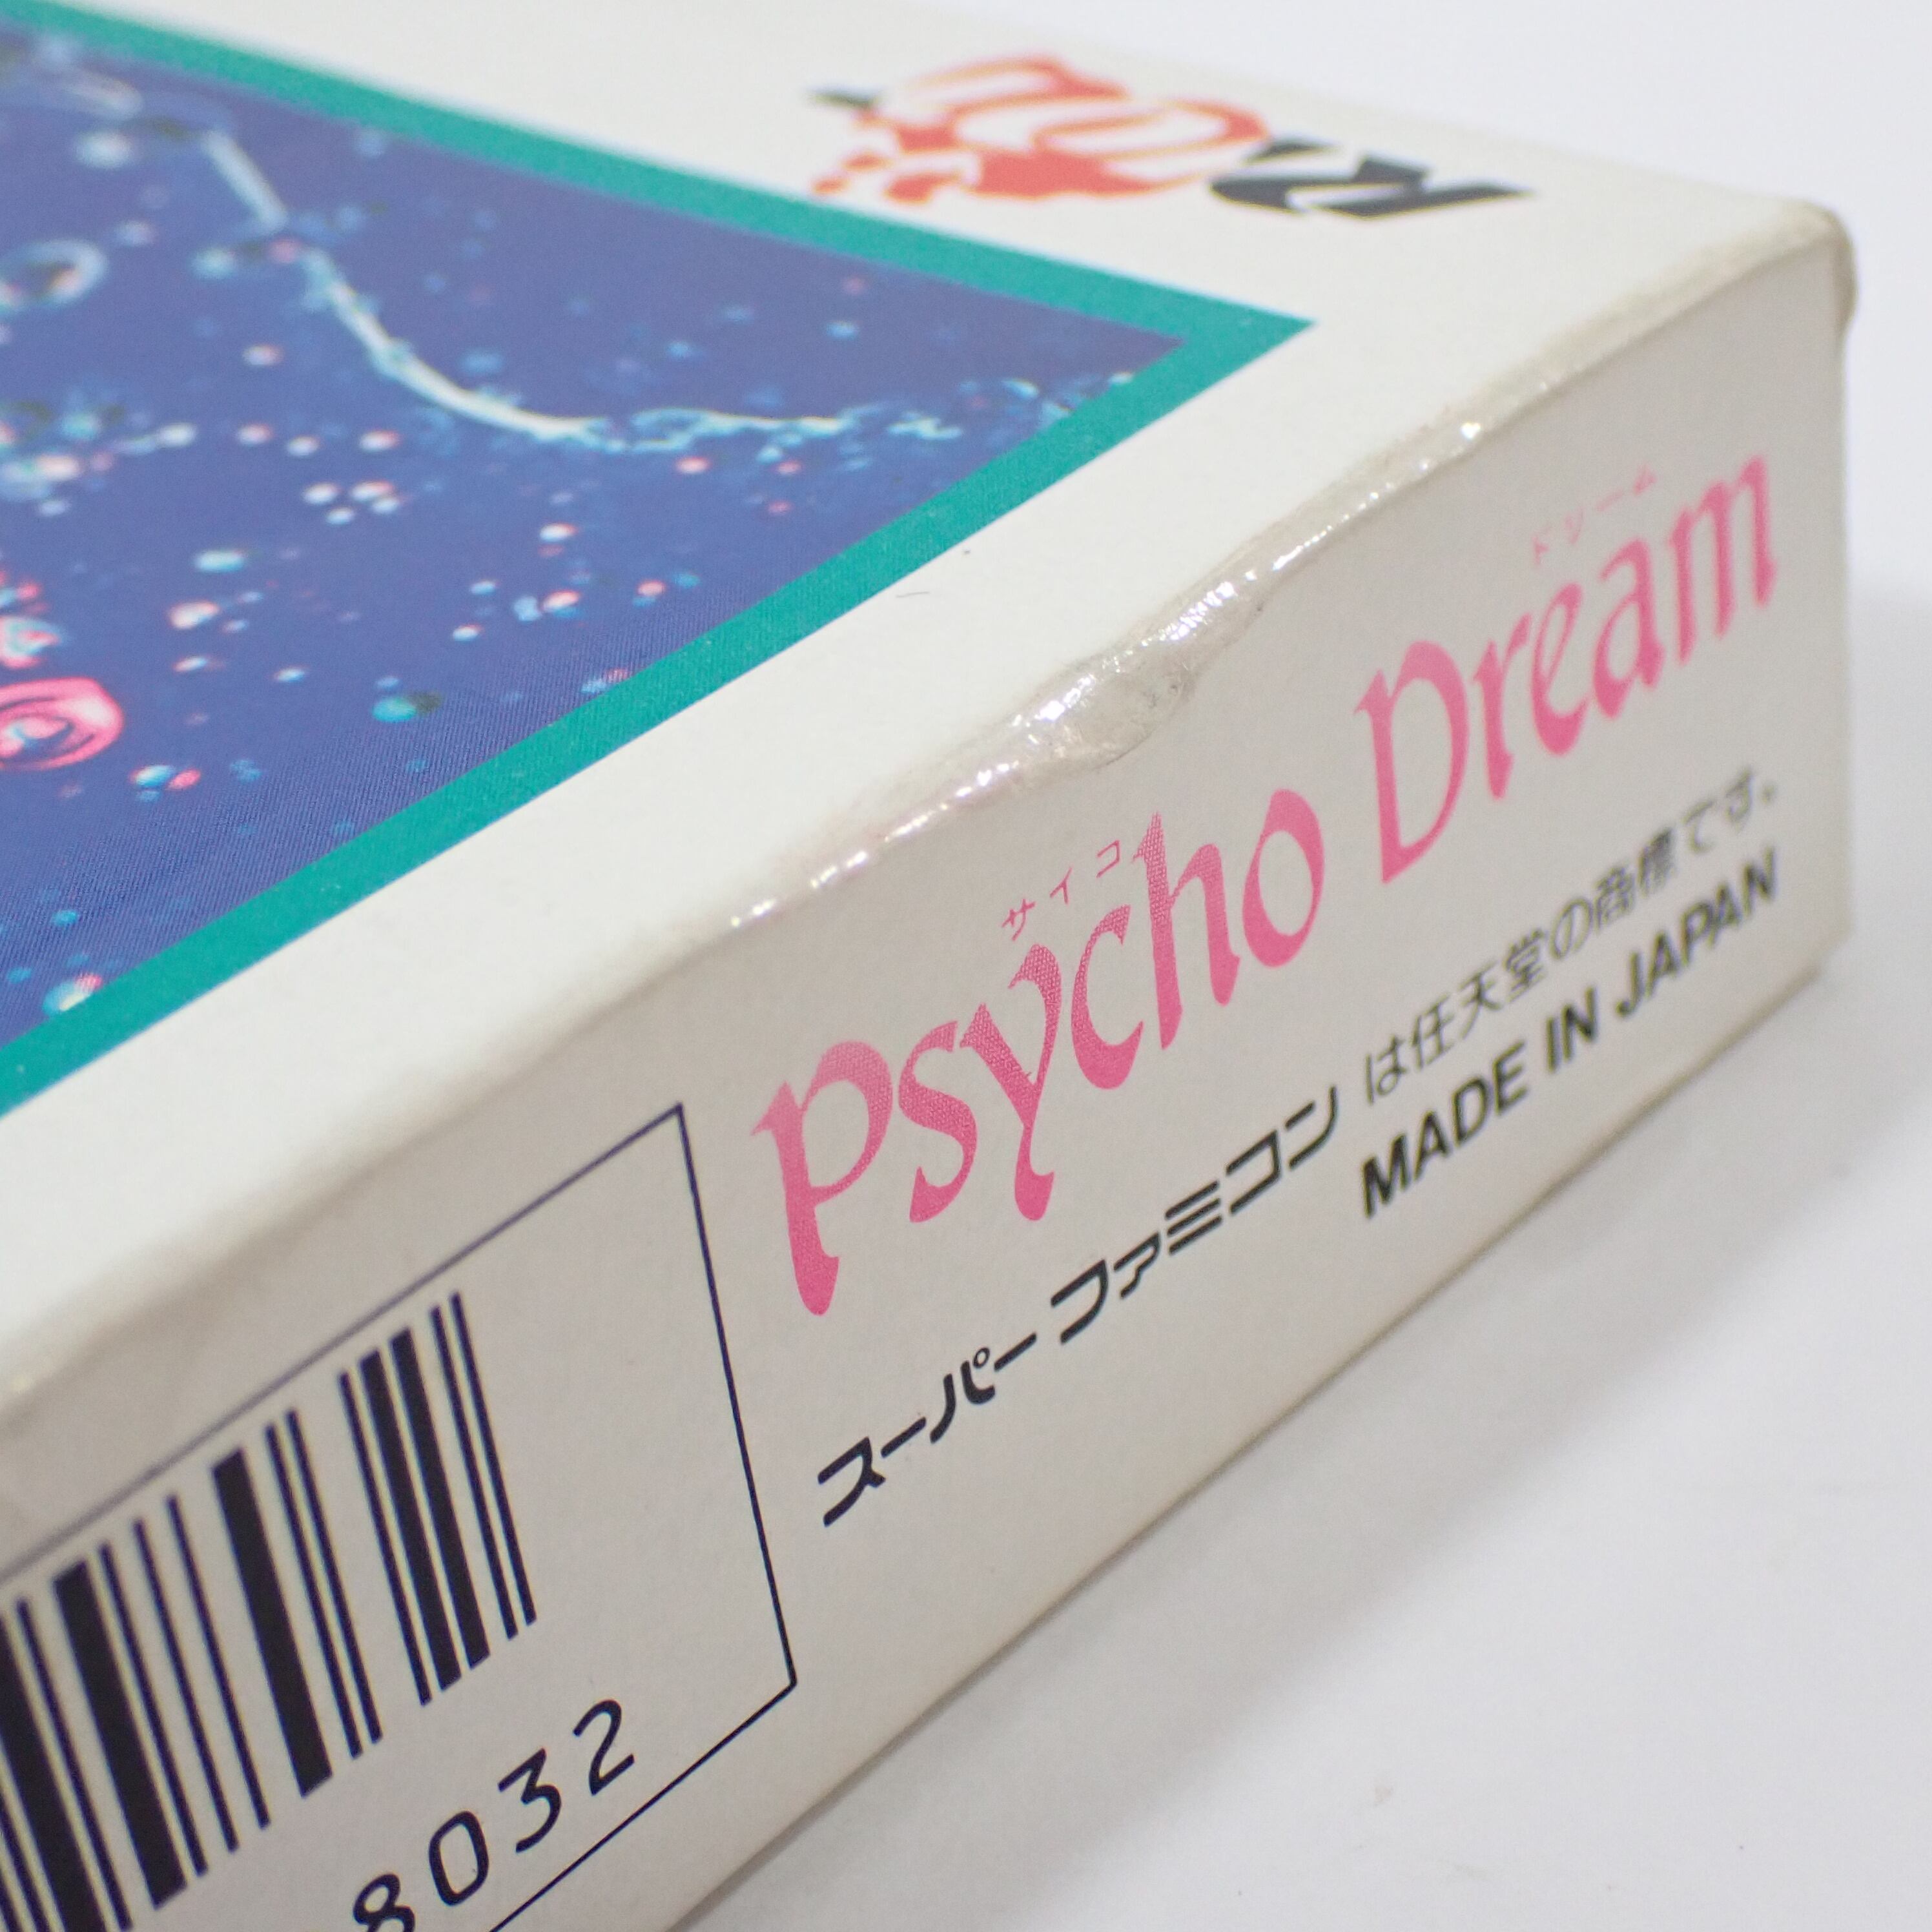 サイコ ドリーム
Psycho Dream
スーパーファミコン は任天堂の商標です。
MADE IN JAPAN
8032